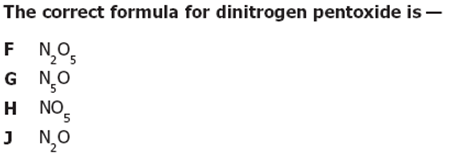 The correct formula for dinitrogen pentoxide is —
F N₂O₅
G N₅O
H NO₅
J N₂O